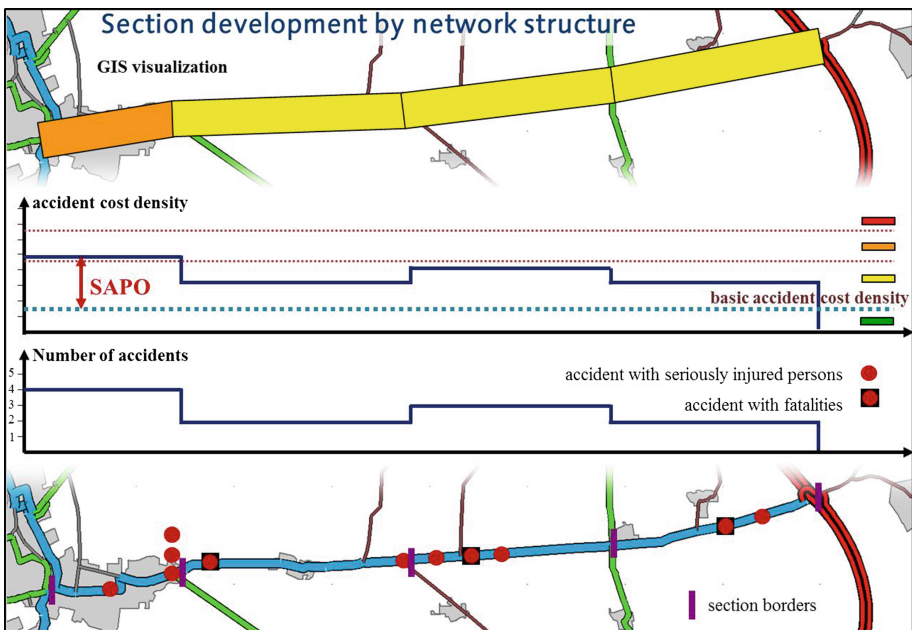 Section development by network structure
GIS visualization
accident cost density
SAPO
basic accident cost density
Number of accidents
5
4
3
2
1
accident with seriously injured persons
accident with fatalities
section borders